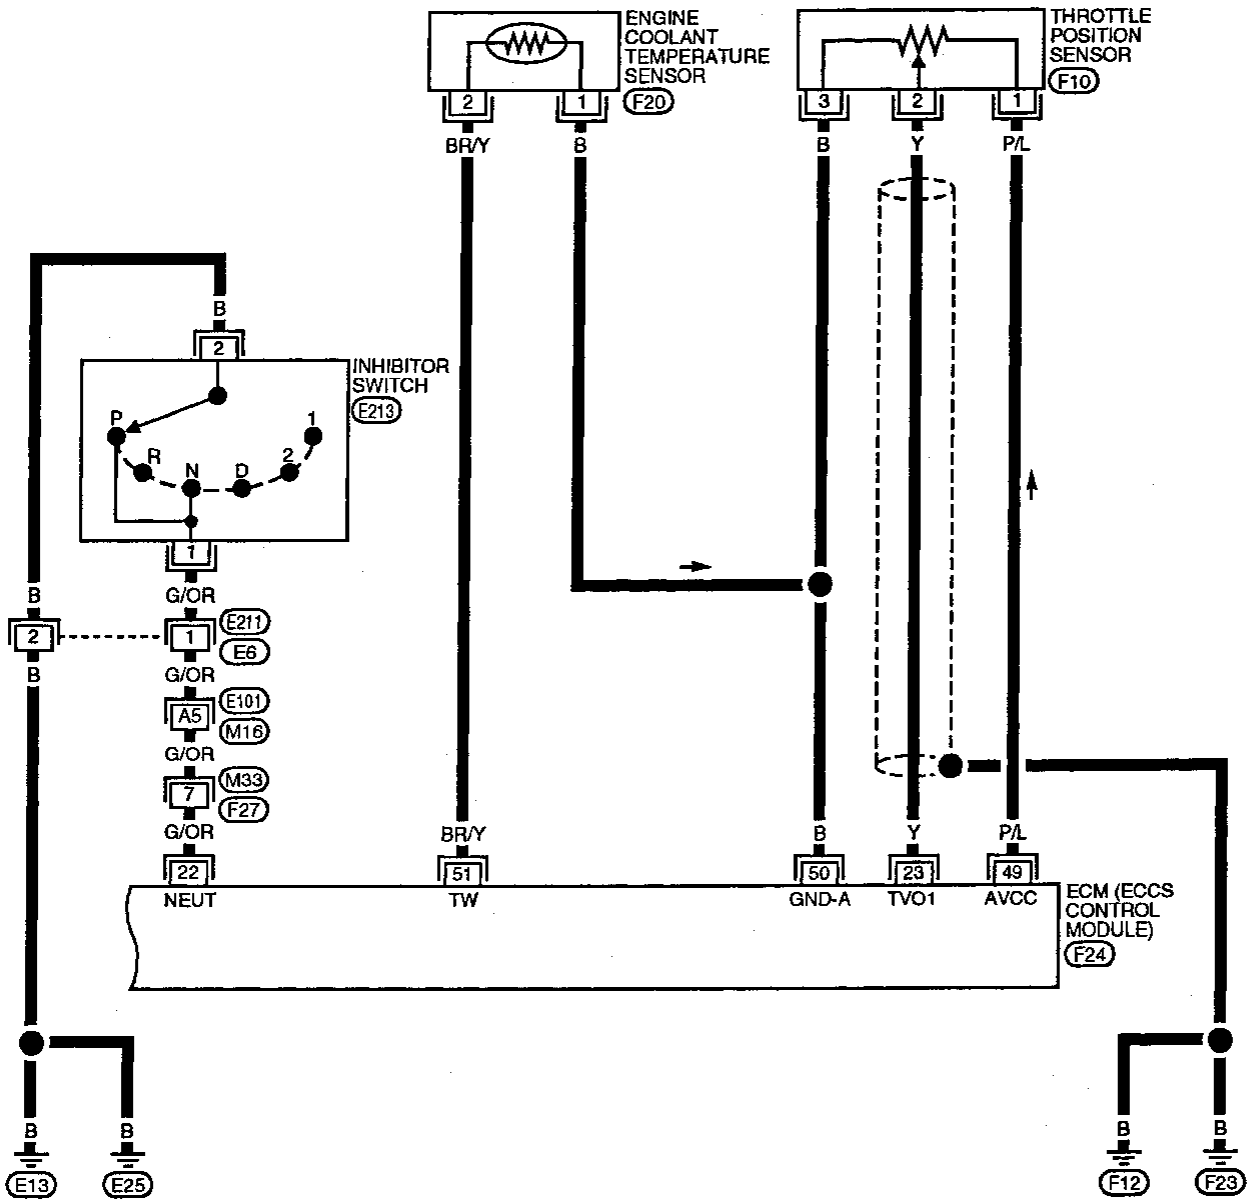 ENGINE
COOLANT
TEMPERATURE
SENSOR
F20
THROTTLE
POSITION
SENSOR
F10
2
1
3
2
1
BR/Y
B
B
Y
P/L
B
2
INHIBITOR
SWITCH
E213
P
R
N
D
2
1
1
B
G/OR
2
1
E211
E6
B
G/OR
A5
E101
M16
G/OR
7
M33
F27
G/OR
BR/Y
B
Y
P/L
22
51
50
23
49
NEUT
TW
GND-A
TVO1
AVCC
ECM (ECCS
CONTROL
MODULE)
F24
B
B
B
B
E13
E25
F12
F23